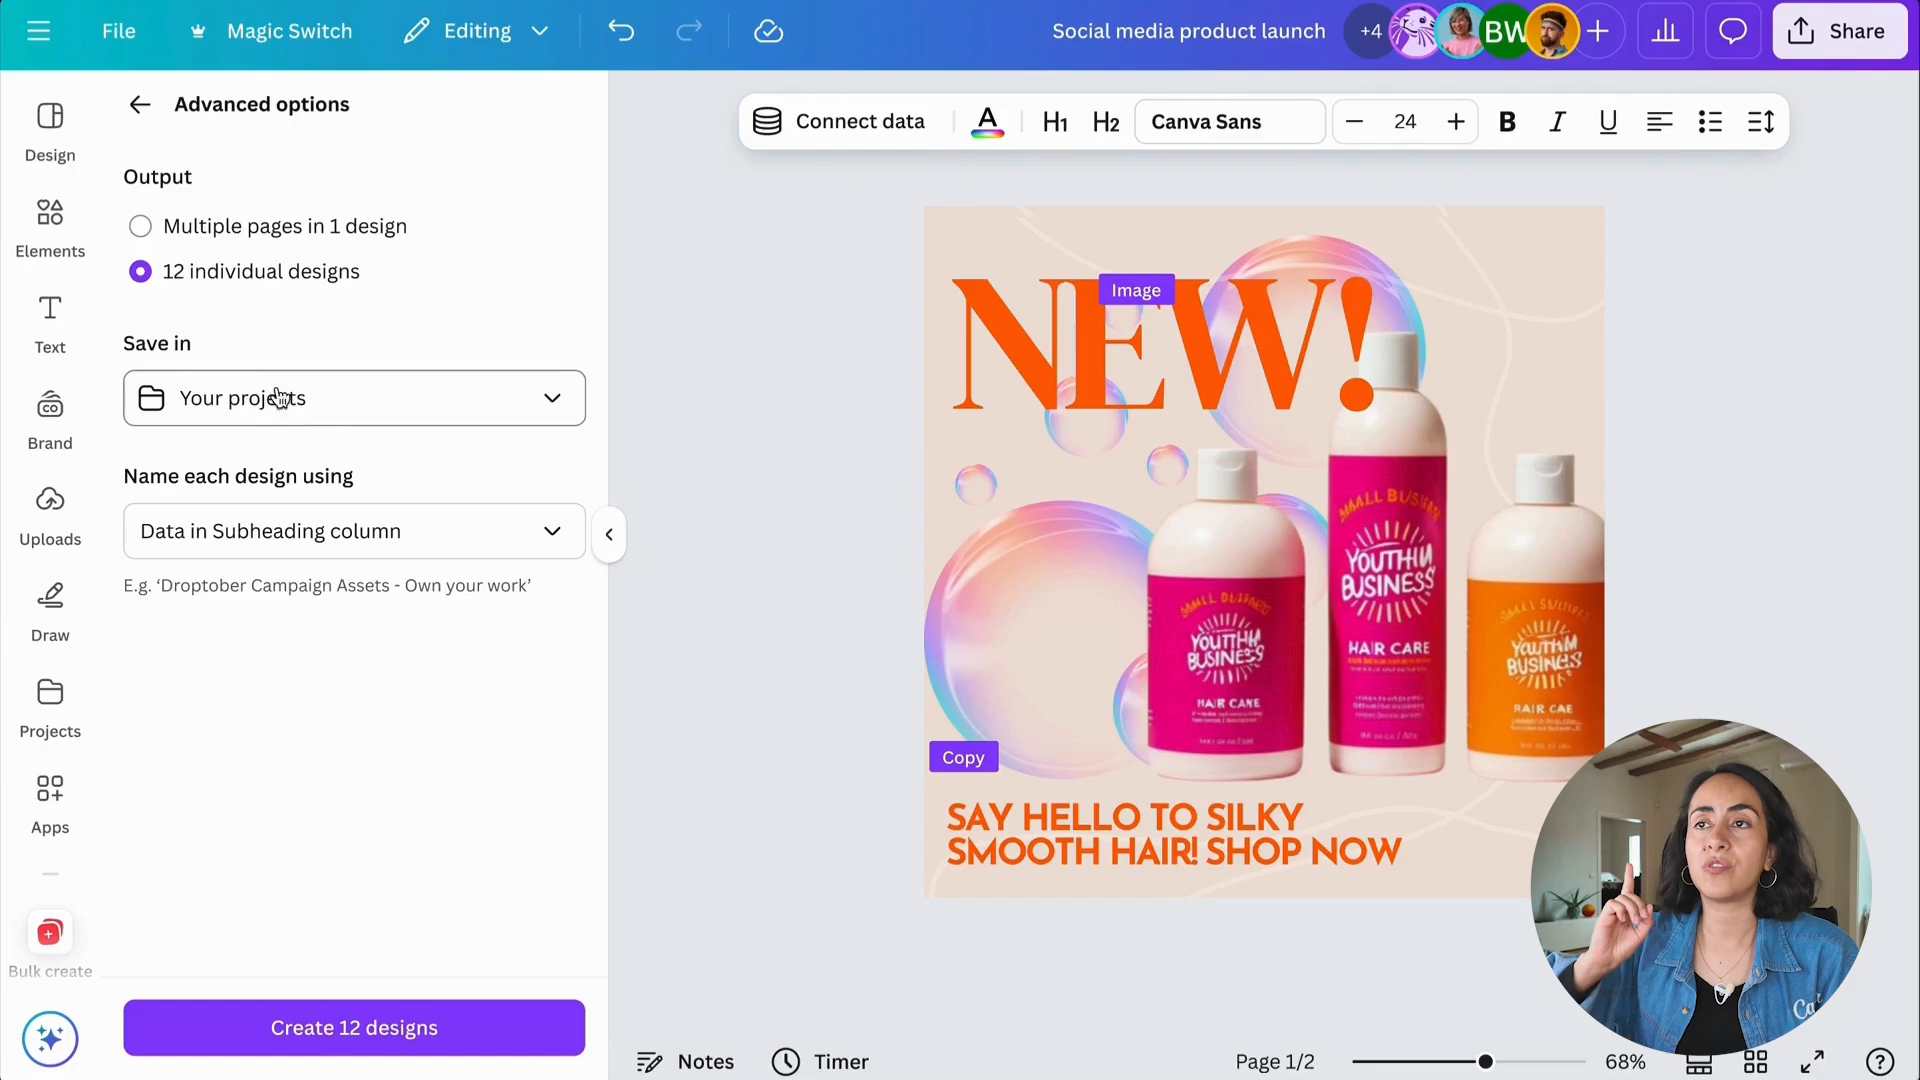 File
Magic Switch
Editing
Social media product launch
+4
BW
Share
Advanced options
Connect data
A
H1
H2
Canva Sans
24
B
I
U
Design
Elements
Text
Brand
Uploads
Draw
Projects
Apps
Bulk create
Output
Multiple pages in 1 design
12 individual designs
Save in
Your projects
Name each design using
Data in Subheading column
E.g. ‘Droptober Campaign Assets - Own your work’
Create 12 designs
NEW!
Image
YOUTHIN
BUSINESS
HAIR CARE
Copy
SAY HELLO TO SILKY
SMOOTH HAIR! SHOP NOW
Notes
Timer
Page 1/2
68%